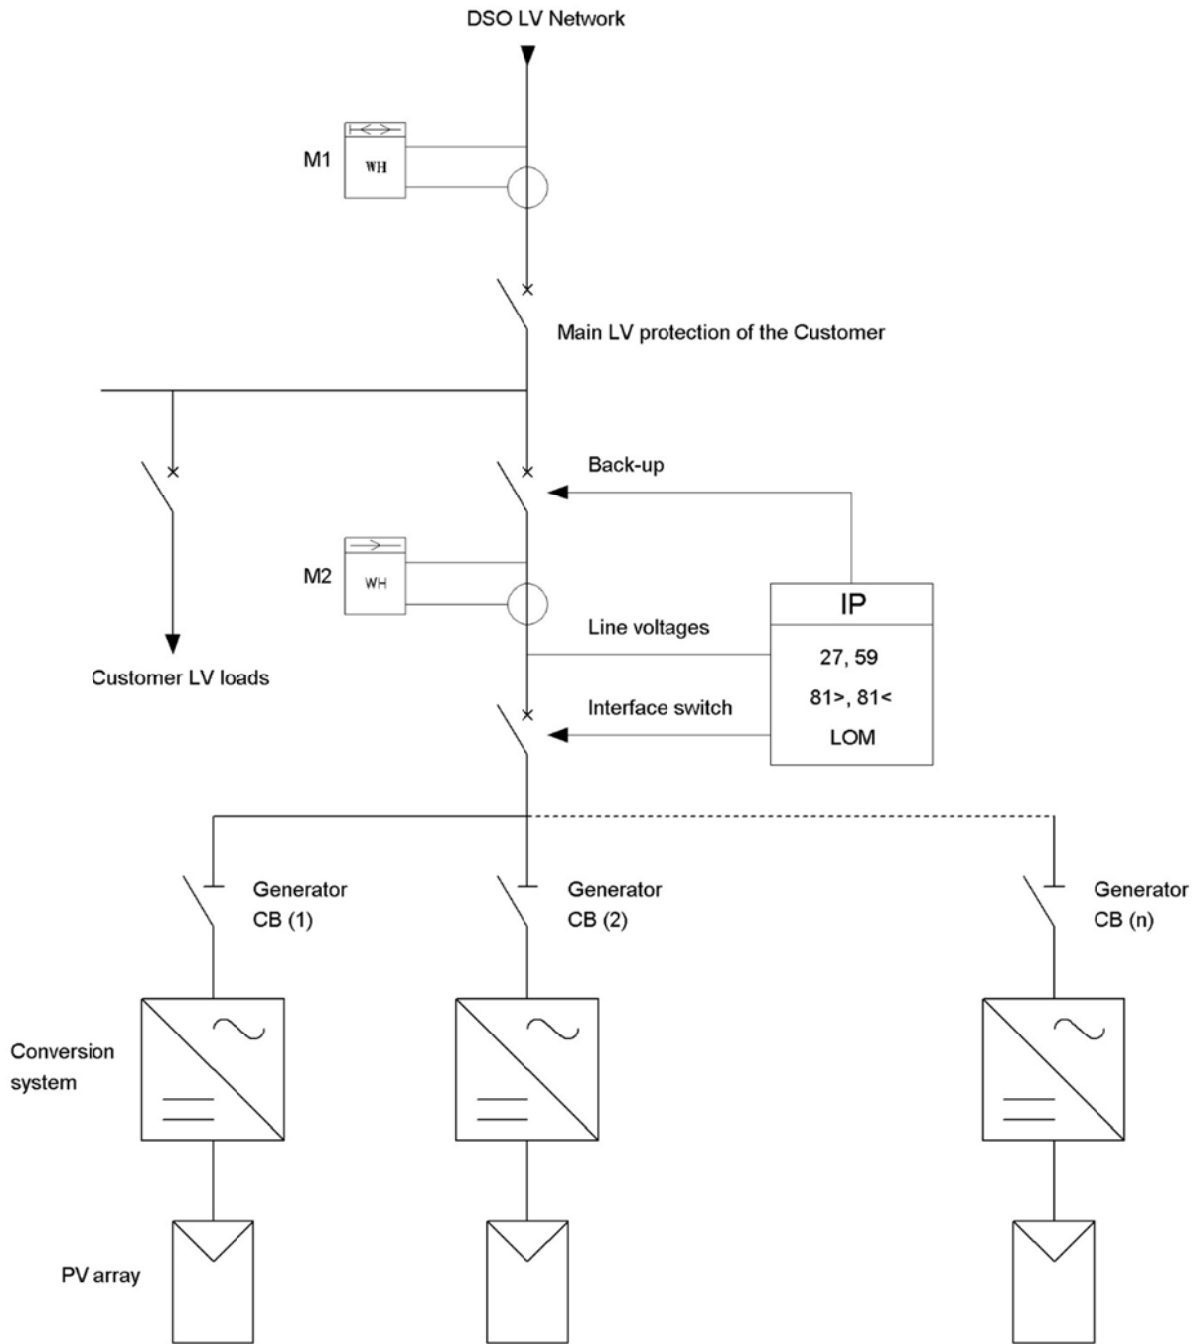 DSO LV Network
M1
WH
Main LV protection of the Customer
Back-up
M2
WH
IP
Line voltages
27, 59
Customer LV loads
81>, 81<
Interface switch
LOM
Generator
CB (1)
Generator
CB (2)
Generator
CB (n)
Conversion
system
PV array